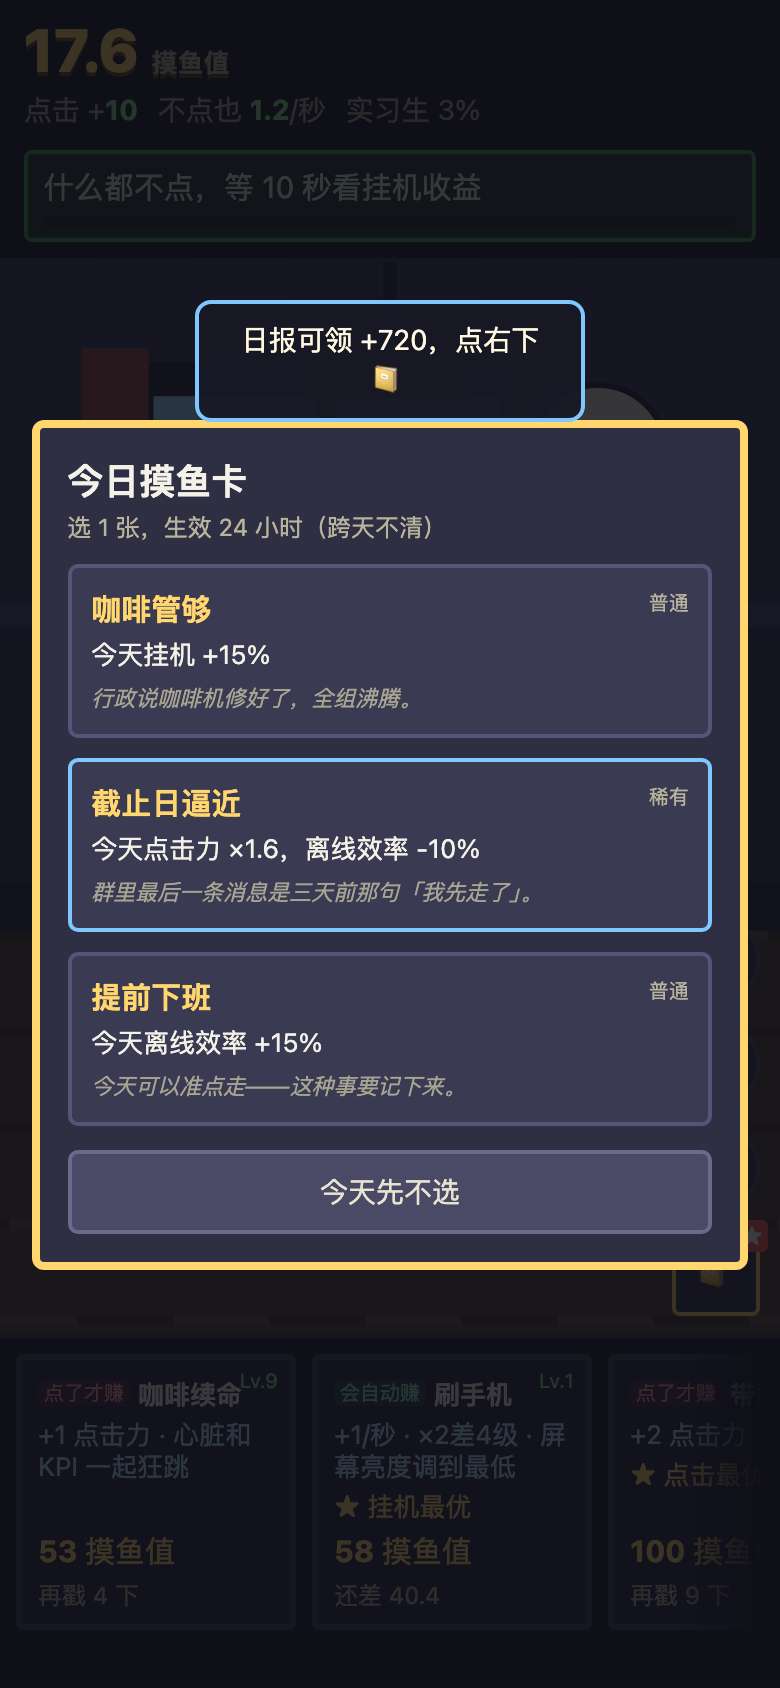 17.6 摸鱼值
点击 +10 不点也 1.2/秒 实习生 3%
什么都不点，等 10 秒看挂机收益
日报可领 +720，点右下
今日摸鱼卡
选 1 张，生效 24 小时（跨天不清）
咖啡管够 普通
今天挂机 +15%
行政说咖啡机修好了，全组沸腾。
截止日逼近 稀有
今天点击力 ×1.6，离线效率 -10%
群里最后一条消息是三天前那句「我先走了」。
提前下班 普通
今天离线效率 +15%
今天可以准点走——这种事要记下来。
今天先不选
点了才赚 咖啡续命 Lv.9
+1 点击力 · 心脏和
KPI 一起狂跳
53 摸鱼值
再戳 4 下
会自动赚 刷手机 Lv.1
+1/秒 · ×2差4级 · 屏
幕亮度调到最低
★ 挂机最优
58 摸鱼值
还差 40.4
点了才赚 带
+2 点击力
★ 点击最优
100 摸鱼
再戳 9 下